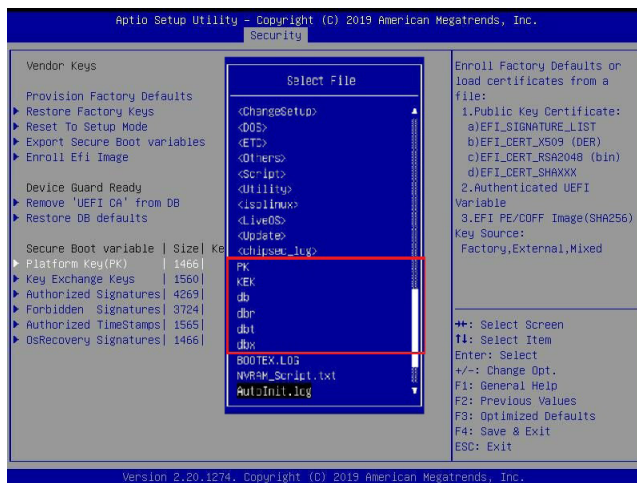 Aptio Setup Utility – Copyright (C) 2019 American Megatrends, Inc.
Security
Vendor Keys
Provision Factory Defaults
Restore Factory Keys
Reset To Setup Mode
Export Secure Boot variables
Enroll Efi Image
Device Guard Ready
Remove 'UEFI CA' from DB
Restore DB defaults
Secure Boot variable | Size| Ke
Platform Key(PK) | 1466|
Key Exchange Keys | 1560|
Authorized Signatures| 4269|
Forbidden Signatures| 3724|
Authorized TimeStamps| 1565|
OsRecovery Signatures| 1466|
Select File
<ChangeSetup>
<DOS>
<ETC>
<Others>
<Script>
<Utility>
<isolinux>
<LiveOS>
<Update>
<chipsec_log>
PK
KEK
db
dbr
dbt
dbx
BOOTEX.LOG
NVRAM_Script.txt
AutoInit.log
Enroll Factory Defaults or
load certificates from a
file:
1.Public Key Certificate:
a)EFI_SIGNATURE_LIST
b)EFI_CERT_X509 (DER)
c)EFI_CERT_RSA2048 (bin)
d)EFI_CERT_SHAXXX
2.Authenticated UEFI
Variable
3.EFI PE/COFF Image(SHA256)
Key Source:
Factory,External,Mixed
→←: Select Screen
↑↓: Select Item
Enter: Select
+/-: Change Opt.
F1: General Help
F2: Previous Values
F3: Optimized Defaults
F4: Save & Exit
ESC: Exit
Version 2.20.1274. Copyright (C) 2019 American Megatrends, Inc.